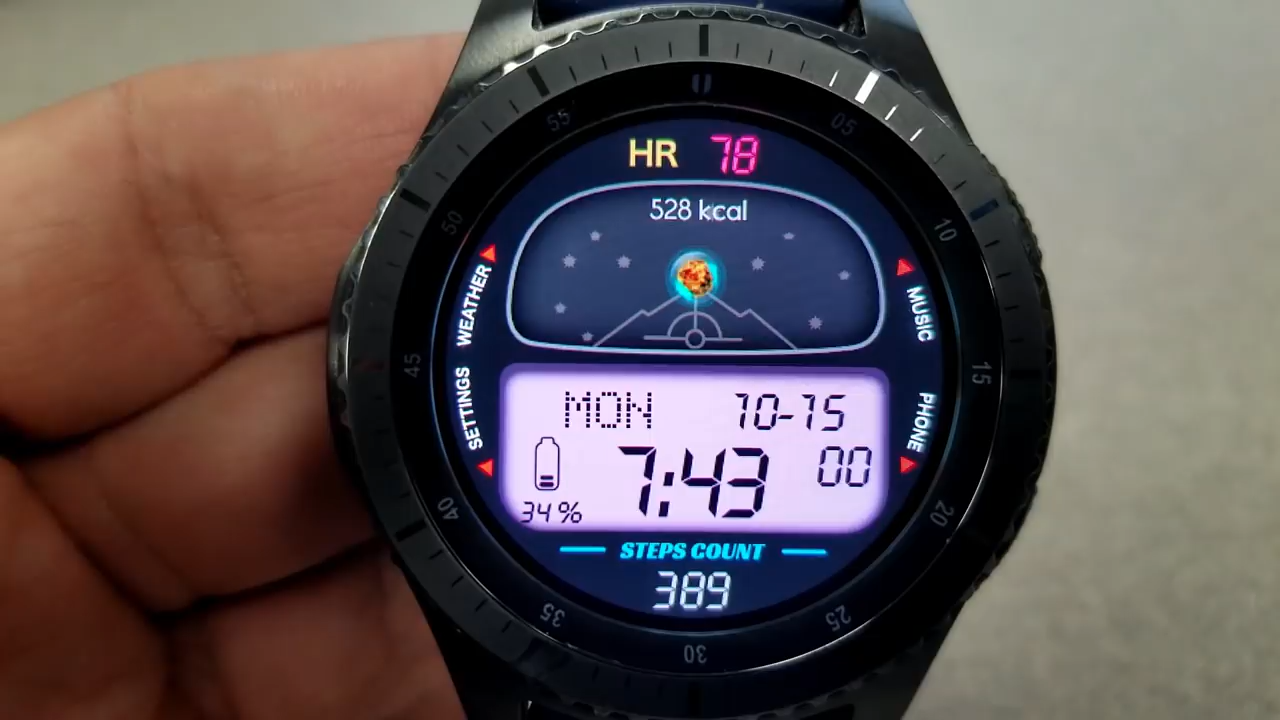 HR 78
528 kcal
WEATHER
SETTINGS
MUSIC
PHONE
MON 10-15
7:43 00
34%
STEPS COUNT
389
05
10
15
20
25
30
35
40
45
50
55